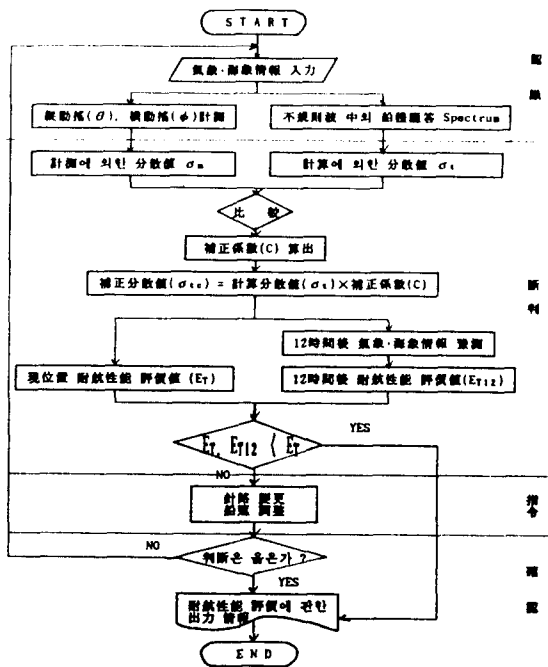 START
氣象·海象情報 入力
縱動搖(θ), 橫動搖(φ)計測
不規則波 中의 船體應答 Spectrum
計測에 의한 分散値 σm
計算에 의한 分散値 σt
比 較
補正係數(C) 算出
補正分散値(σtc) = 計算分散値(σt)×補正係數(C)
斷
判
12時間後 氣象·海象情報 豫測
現位置 耐航性能 評價値 (ET)
12時間後 耐航性能 評價値(ET12)
YES
ET, ET12 < ET
NO
針路 變更
船速 調整
指
令
NO
判斷은 옳은가 ?
YES
確
認
耐航性能 評價에 관한
出力 情報
END